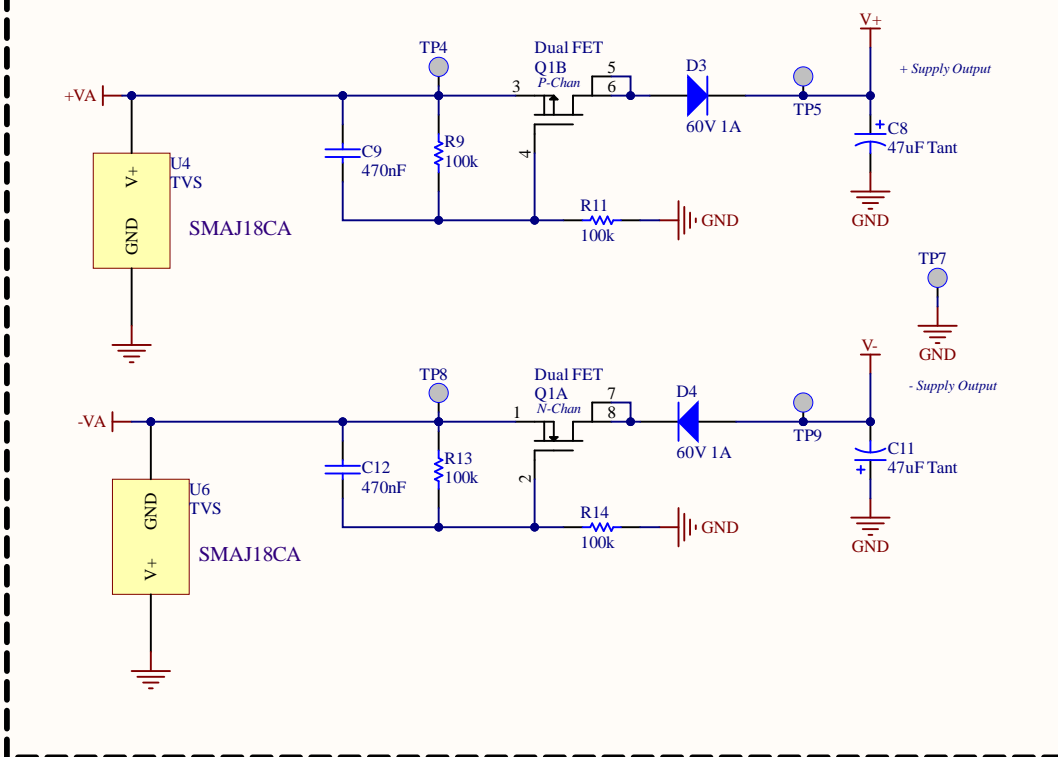 V+
TP4
Dual FET
Q1B
P-Chan
5
D3
+ Supply Output
+VA
3
6
TP5
60V 1A
+
C8
47uF Tant
R9
100k
C9
470nF
4
U4
TVS
V+
GND
SMAJ18CA
R11
100k
GND
GND
TP7
GND
V-
TP8
Dual FET
Q1A
N-Chan
7
D4
- Supply Output
-VA
1
8
TP9
60V 1A
C11
47uF Tant
+
R13
100k
C12
470nF
2
U6
TVS
GND
V+
SMAJ18CA
R14
100k
GND
GND